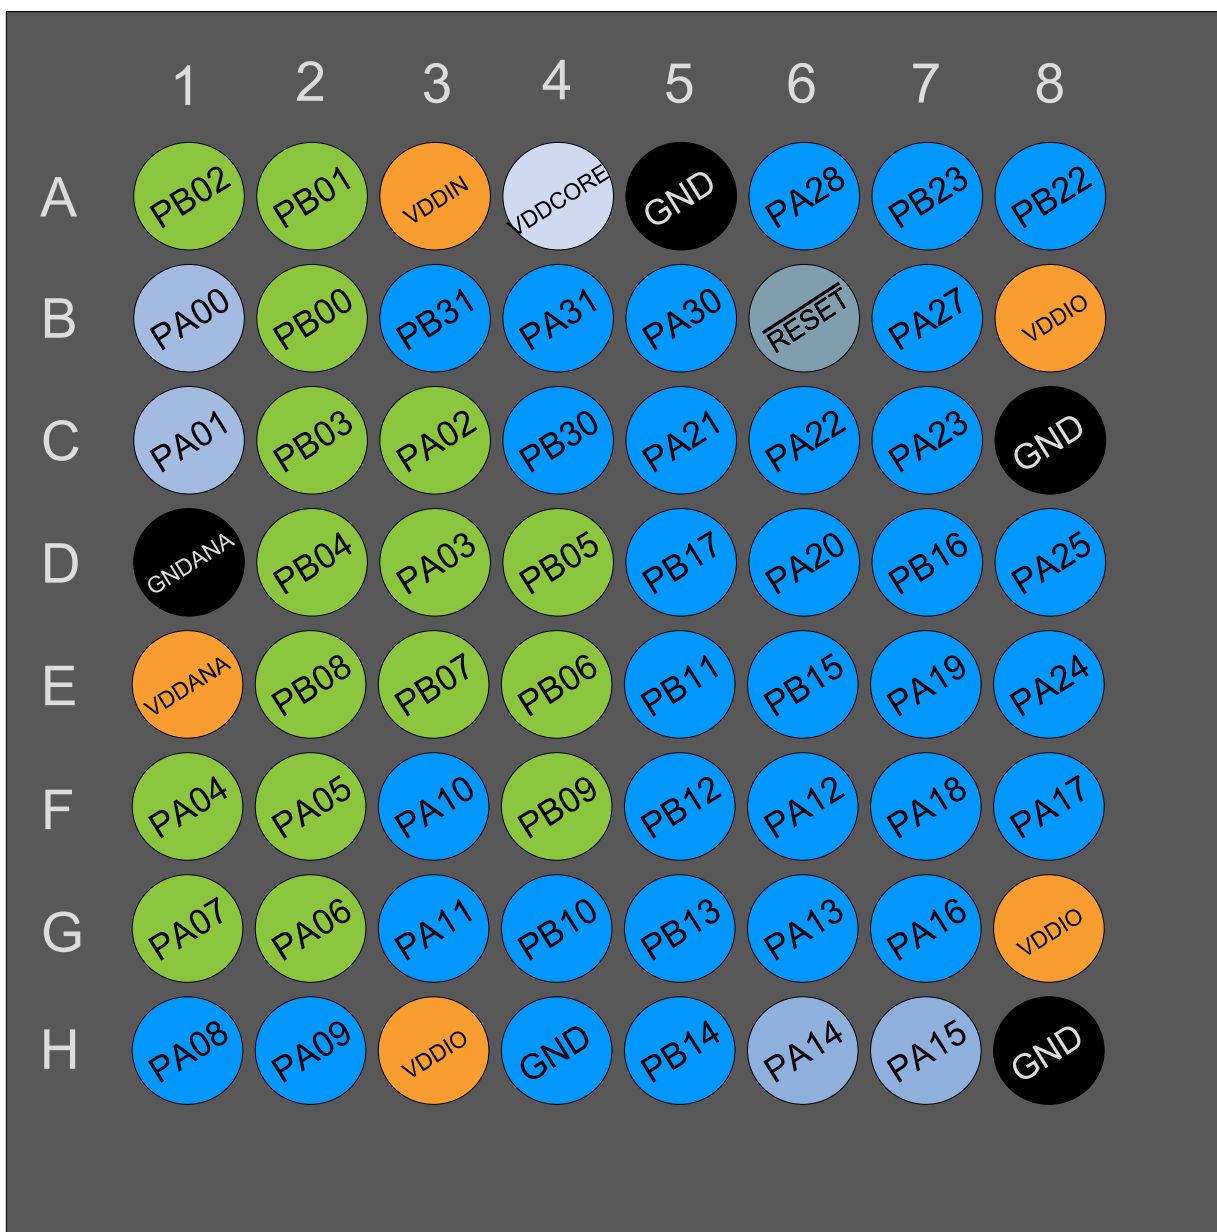 1 2 3 4 5 6 7 8
A PB02 PB01 VDDIN VDDCORE GND PA28 PB23 PB22
B PA00 PB00 PB31 PA31 PA30 RESET PA27 VDDIO
C PA01 PB03 PA02 PB30 PA21 PA22 PA23 GND
D GNDANA PB04 PA03 PB05 PB17 PA20 PB16 PA25
E VDDANA PB08 PB07 PB06 PB11 PB15 PA19 PA24
F PA04 PA05 PA10 PB09 PB12 PA12 PA18 PA17
G PA07 PA06 PA11 PB10 PB13 PA13 PA16 VDDIO
H PA08 PA09 VDDIO GND PB14 PA14 PA15 GND